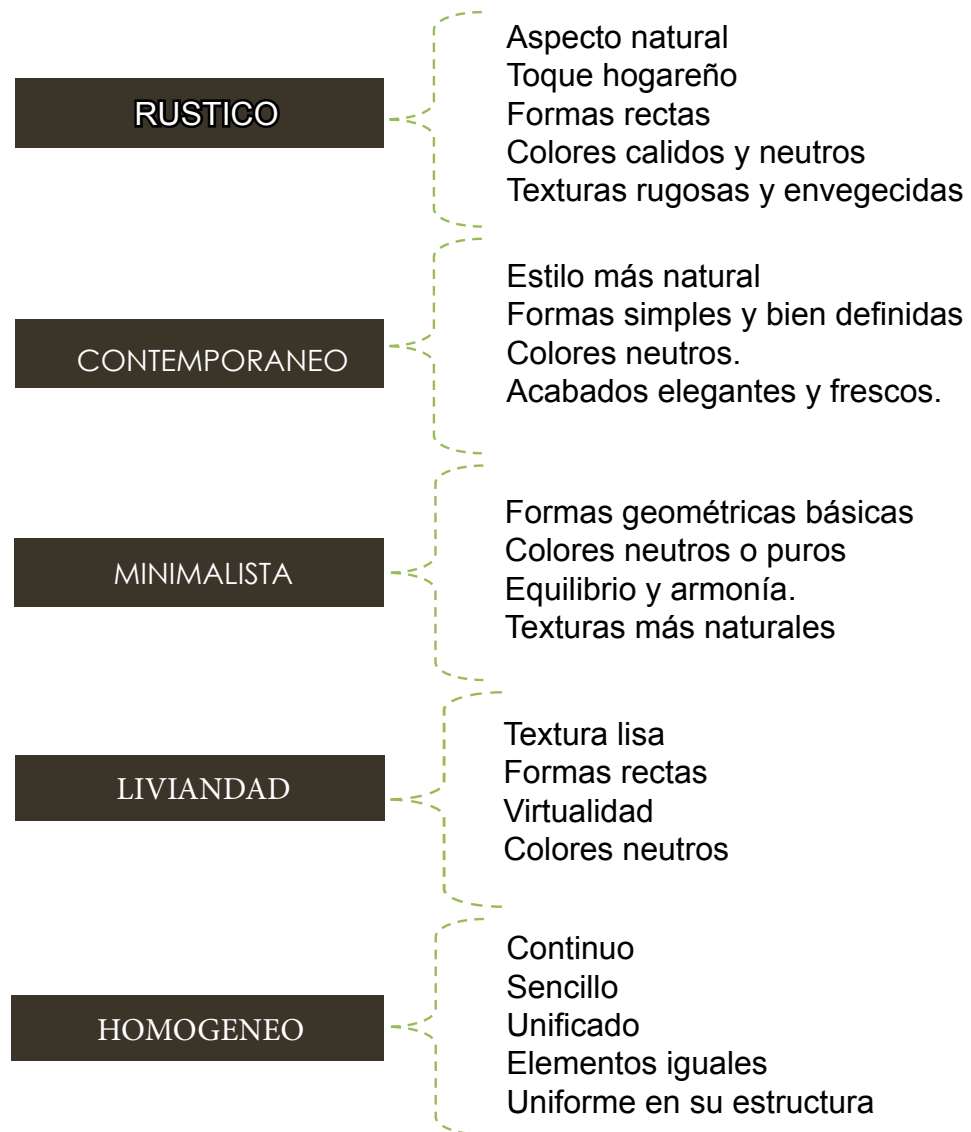 RUSTICO
Aspecto natural
Toque hogareño
Formas rectas
Colores calidos y neutros
Texturas rugosas y envegecidas
CONTEMPORANEO
Estilo más natural
Formas simples y bien definidas
Colores neutros.
Acabados elegantes y frescos.
MINIMALISTA
Formas geométricas básicas
Colores neutros o puros
Equilibrio y armonía.
Texturas más naturales
LIVIANDAD
Textura lisa
Formas rectas
Virtualidad
Colores neutros
HOMOGENEO
Continuo
Sencillo
Unificado
Elementos iguales
Uniforme en su estructura